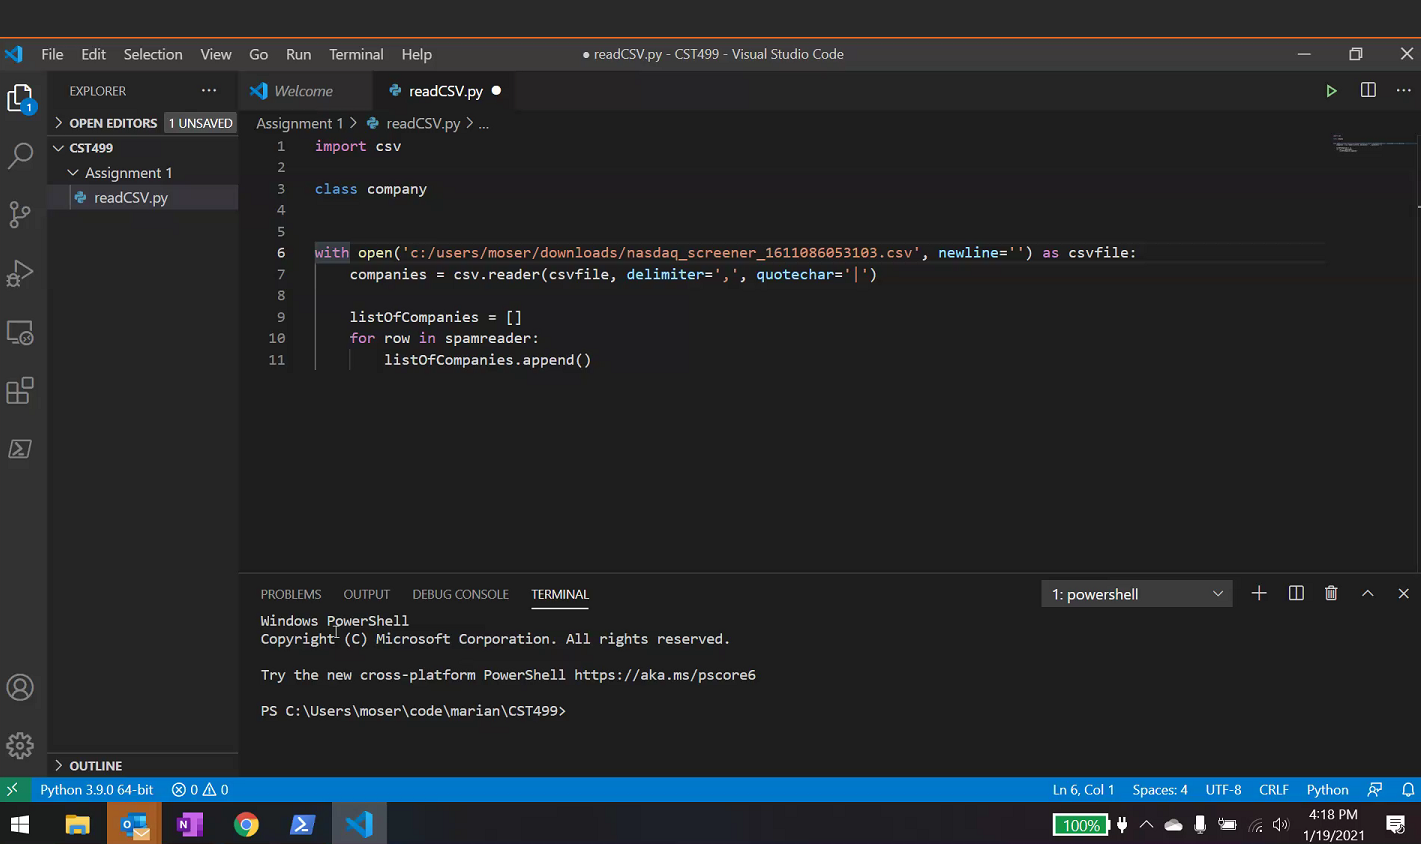 File Edit Selection View Go Run Terminal Help ● readCSV.py - CST499 - Visual Studio Code
EXPLORER ··· Welcome readCSV.py ●
1
OPEN EDITORS 1 UNSAVED
Assignment 1 > readCSV.py > ...
CST499
Assignment 1
readCSV.py
1 import csv
2
3 class company
4
5
6 with open('c:/users/moser/downloads/nasdaq_screener_1611086053103.csv', newline='') as csvfile:
7 companies = csv.reader(csvfile, delimiter=',', quotechar='|')
8
9 listOfCompanies = []
10 for row in spamreader:
11 listOfCompanies.append()
PROBLEMS OUTPUT DEBUG CONSOLE TERMINAL 1: powershell
Windows PowerShell
Copyright (C) Microsoft Corporation. All rights reserved.
Try the new cross-platform PowerShell https://aka.ms/pscore6
PS C:\Users\moser\code\marian\CST499>
OUTLINE
Python 3.9.0 64-bit 0 0 Ln 6, Col 1 Spaces: 4 UTF-8 CRLF Python
100% 4:18 PM
1/19/2021